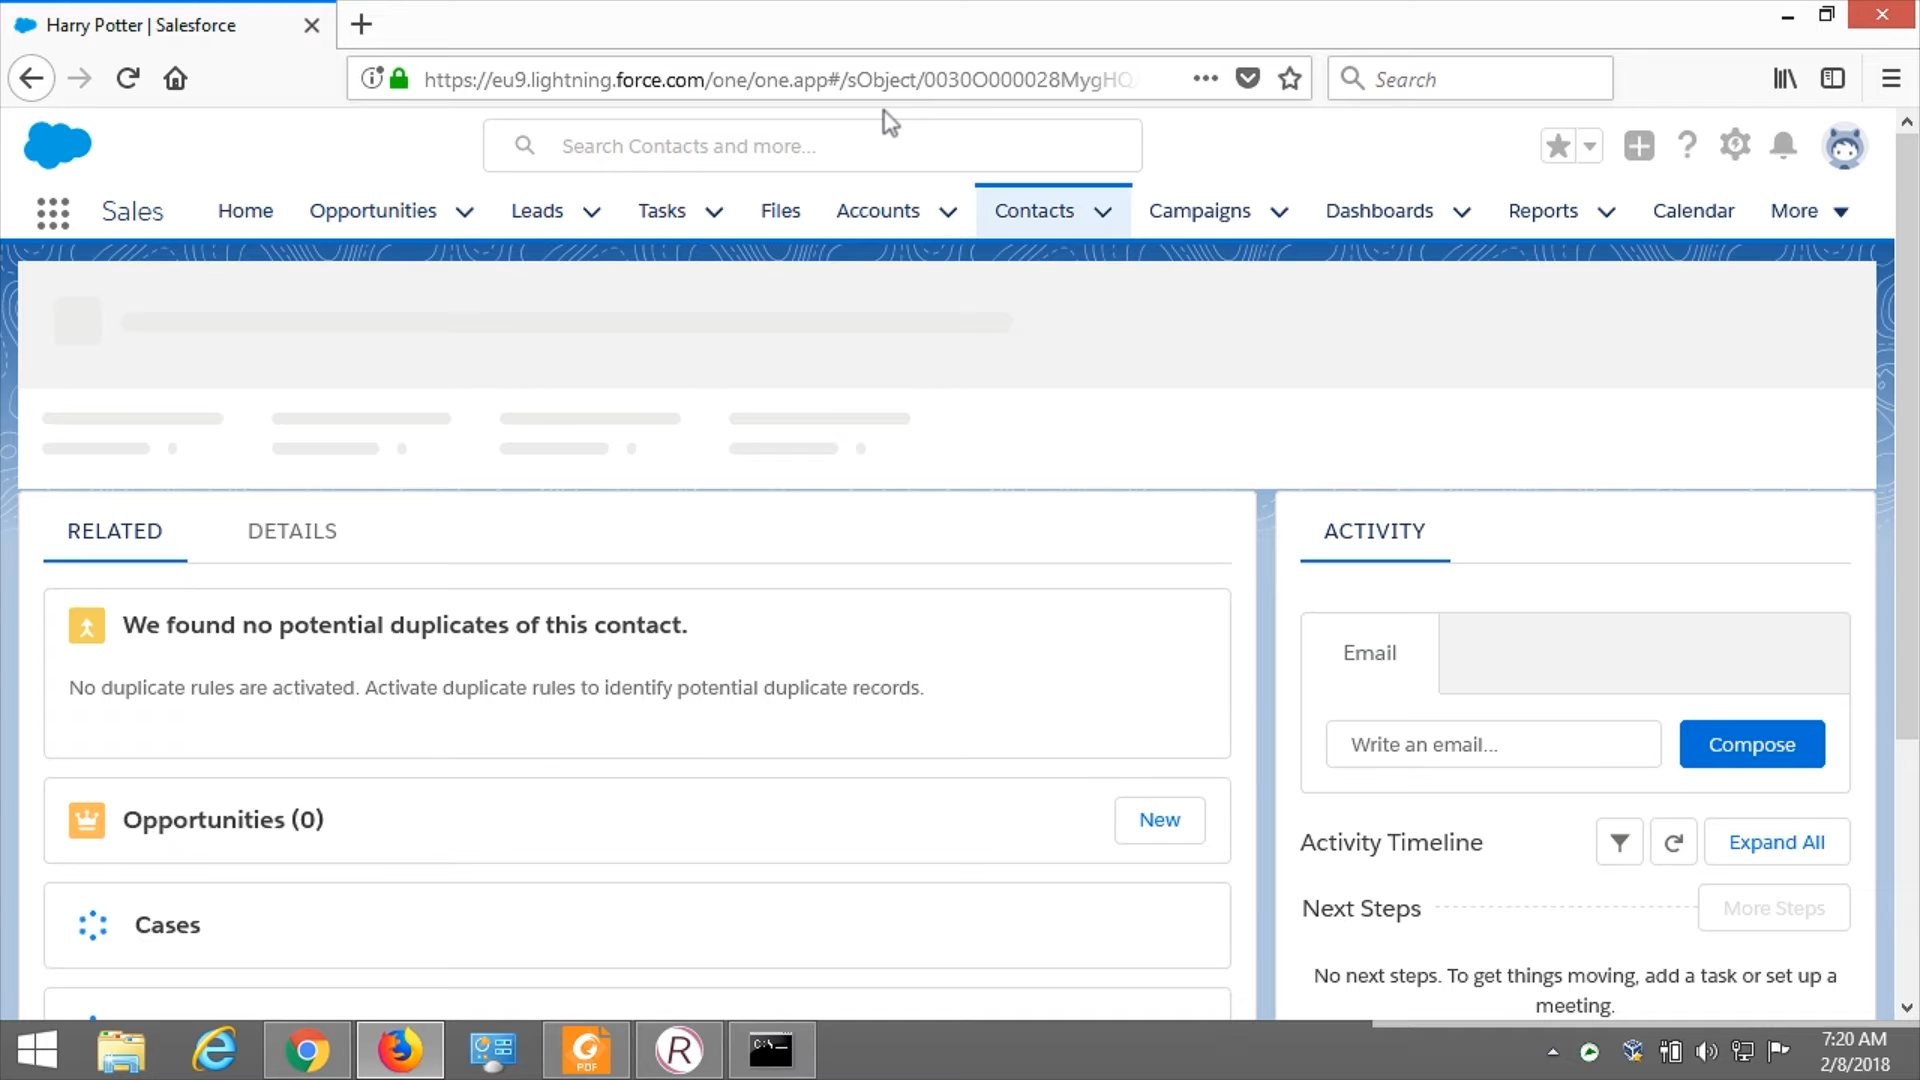 Harry Potter | Salesforce
https://eu9.lightning.force.com/one/one.app#/sObject/0030O000028MygHQ
Search
Search Contacts and more...
Sales
Home
Opportunities
Leads
Tasks
Files
Accounts
Contacts
Campaigns
Dashboards
Reports
Calendar
More
RELATED
DETAILS
ACTIVITY
We found no potential duplicates of this contact.
No duplicate rules are activated. Activate duplicate rules to identify potential duplicate records.
Email
Write an email...
Compose
Opportunities (0)
New
Activity Timeline
Expand All
Cases
Next Steps
More Steps
No next steps. To get things moving, add a task or set up a
meeting.
PDF
R
C:\
7:20 AM
2/8/2018